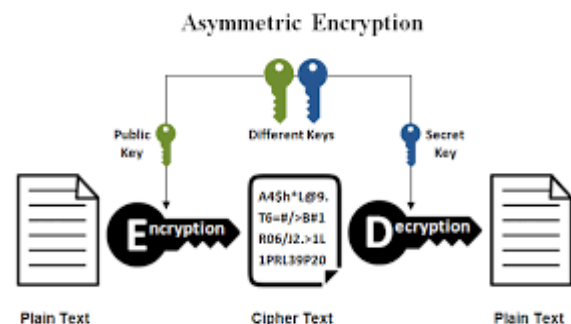 Asymmetric Encryption
Public
Key
Different Keys
Secret
Key
A4$h*L@9.
T6=#/>B#1
R06/J2.>1L
1PRL39P20
Encryption
Decryption
Plain Text
Cipher Text
Plain Text